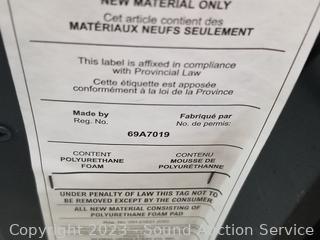 NEW MATERIAL ONLY
Cet article contient des
MATÉRIAUX NEUFS SEULEMENT
This label is affixed in compliance
with Provincial Law
Cette étiquette est apposée
conformément à la loi de la Province
Made by
Reg. No.
Fabriqué par
No. de permis:
69A7019
CONTENT
POLYURETHANE
FOAM
CONTENU
MOUSSE DE
POLYURÉTHANNE
UNDER PENALTY OF LAW THIS TAG NOT TO
BE REMOVED EXCEPT BY THE CONSUMER
ALL NEW MATERIAL CONSISTING OF
POLYURETHANE FOAM PAD
Copyright 2023 - Sound Auction Service